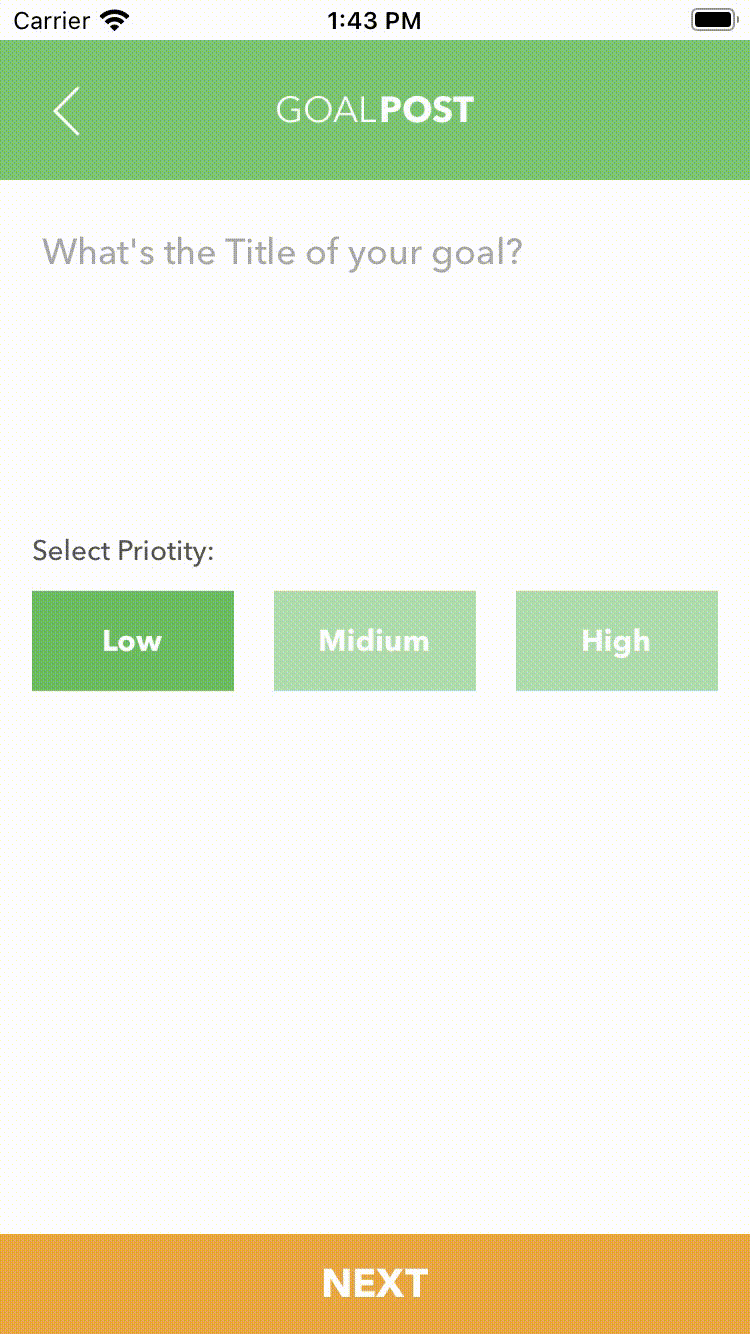 Carrier 1:43 PM
GOALPOST
What's the Title of your goal?
Select Priotity:
Low Midium High
NEXT